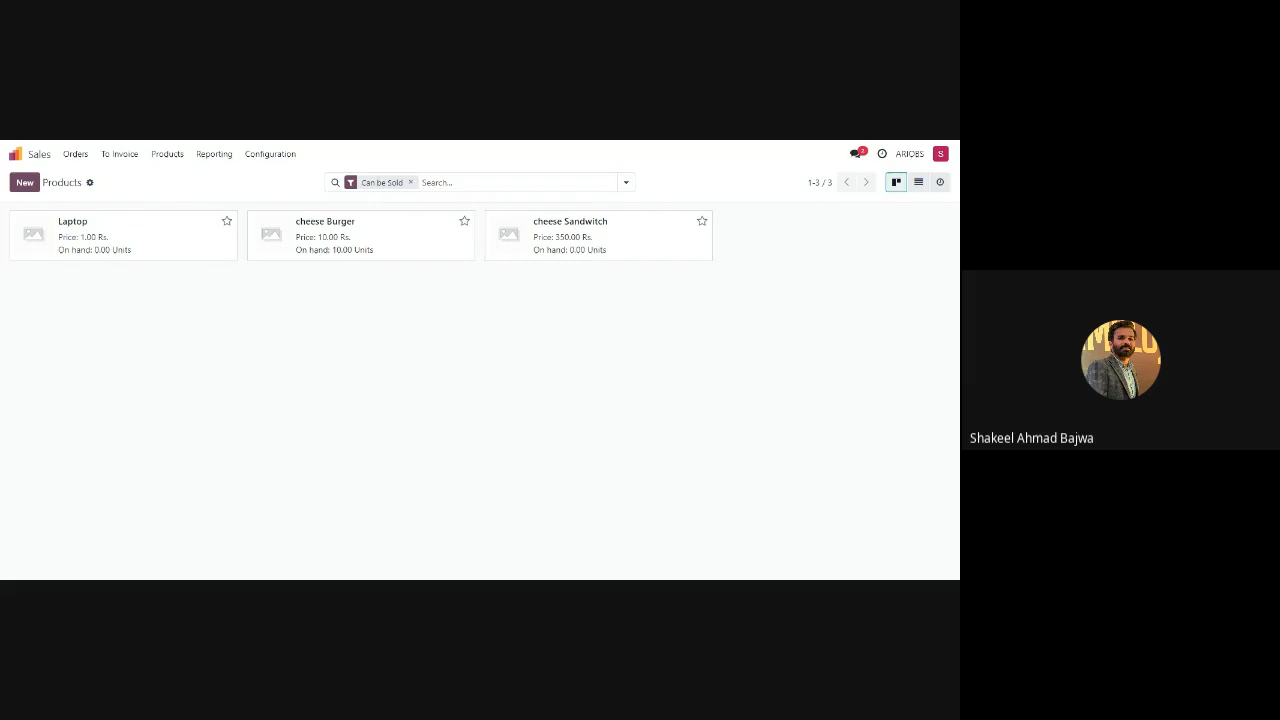 Sales Orders To Invoice Products Reporting Configuration 3 ARIOBS S
New Products Can be Sold × Search... 1-3 / 3
Laptop
Price: 1.00 Rs.
On hand: 0.00 Units
cheese Burger
Price: 10.00 Rs.
On hand: 10.00 Units
cheese Sandwitch
Price: 350.00 Rs.
On hand: 0.00 Units
Shakeel Ahmad Bajwa